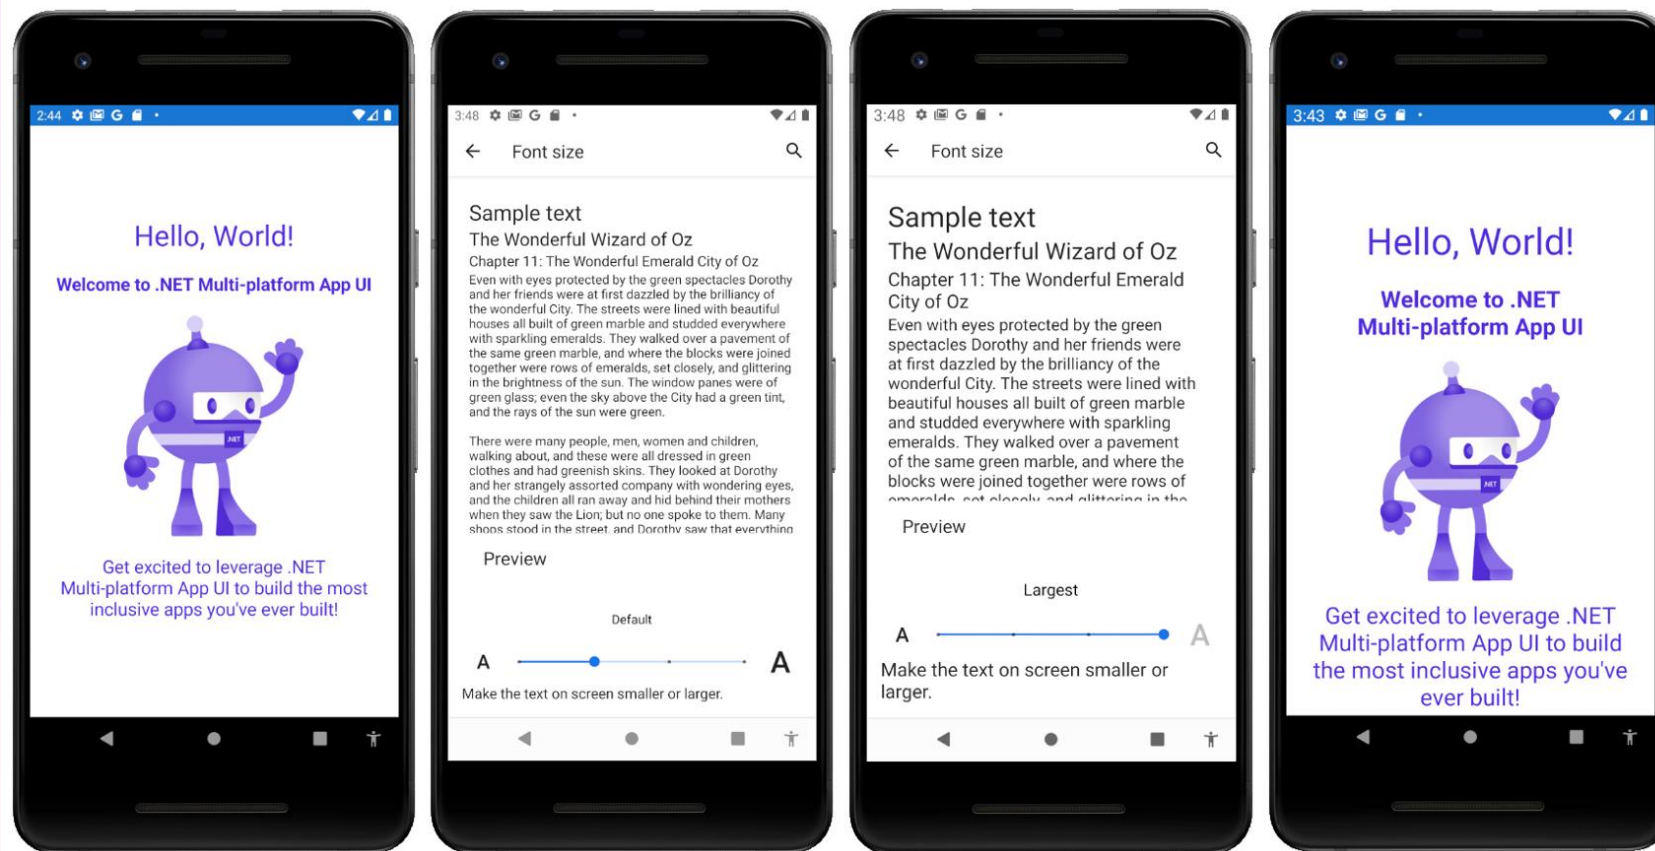 2:44
G
Hello, World!
Welcome to .NET Multi-platform App UI
.NET
Get excited to leverage .NET
Multi-platform App UI to build the most
inclusive apps you've ever built!
3:48
G
Font size
Sample text
The Wonderful Wizard of Oz
Chapter 11: The Wonderful Emerald City of Oz
Even with eyes protected by the green spectacles Dorothy
and her friends were at first dazzled by the brilliancy of
the wonderful City. The streets were lined with beautiful
houses all built of green marble and studded everywhere
with sparkling emeralds. They walked over a pavement of
the same green marble, and where the blocks were joined
together were rows of emeralds, set closely, and glittering
in the brightness of the sun. The window panes were of
green glass; even the sky above the City had a green tint,
and the rays of the sun were green.
There were many people, men, women and children,
walking about, and these were all dressed in green
clothes and had greenish skins. They looked at Dorothy
and her strangely assorted company with wondering eyes,
and the children all ran away and hid behind their mothers
when they saw the Lion; but no one spoke to them. Many
shops stood in the street, and Dorothy saw that everything
Preview
Default
A
A
Make the text on screen smaller or larger.
3:48
G
Font size
Sample text
The Wonderful Wizard of Oz
Chapter 11: The Wonderful Emerald
City of Oz
Even with eyes protected by the green
spectacles Dorothy and her friends were
at first dazzled by the brilliancy of the
wonderful City. The streets were lined with
beautiful houses all built of green marble
and studded everywhere with sparkling
emeralds. They walked over a pavement
of the same green marble, and where the
blocks were joined together were rows of
emeralds, set closely, and glittering in the
Preview
Largest
A
A
Make the text on screen smaller or
larger.
3:43
G
Hello, World!
Welcome to .NET
Multi-platform App UI
.NET
Get excited to leverage .NET
Multi-platform App UI to build
the most inclusive apps you've
ever built!